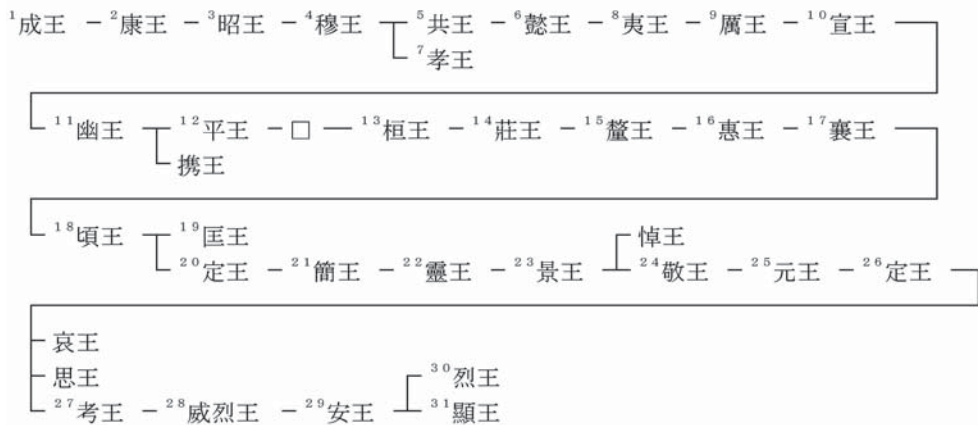 1成王 2康王 3昭王 4穆王 5共王 6懿王 8夷王 9厲王 10宣王
7孝王
11幽王 12平王 □ 13桓王 14莊王 15釐王 16惠王 17襄王
携王
18頃王 19匡王 悼王
20定王 21簡王 22靈王 23景王 24敬王 25元王 26定王
哀王
思王 30烈王
27考王 28威烈王 29安王 31顯王